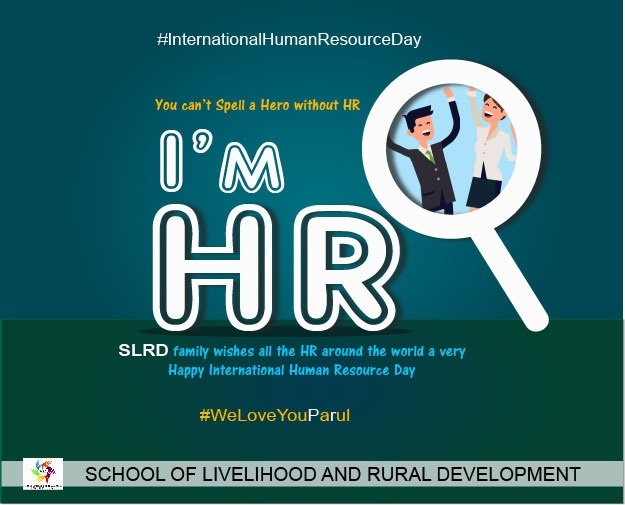 #InternationalHumanResourceDay
You can't Spell a Hero without HR
I'M
HR
SLRD family wishes all the HR around the world a very
Happy International Human Resource Day
#WeLoveYouParul
SCHOOL OF LIVELIHOOD AND RURAL DEVELOPMENT